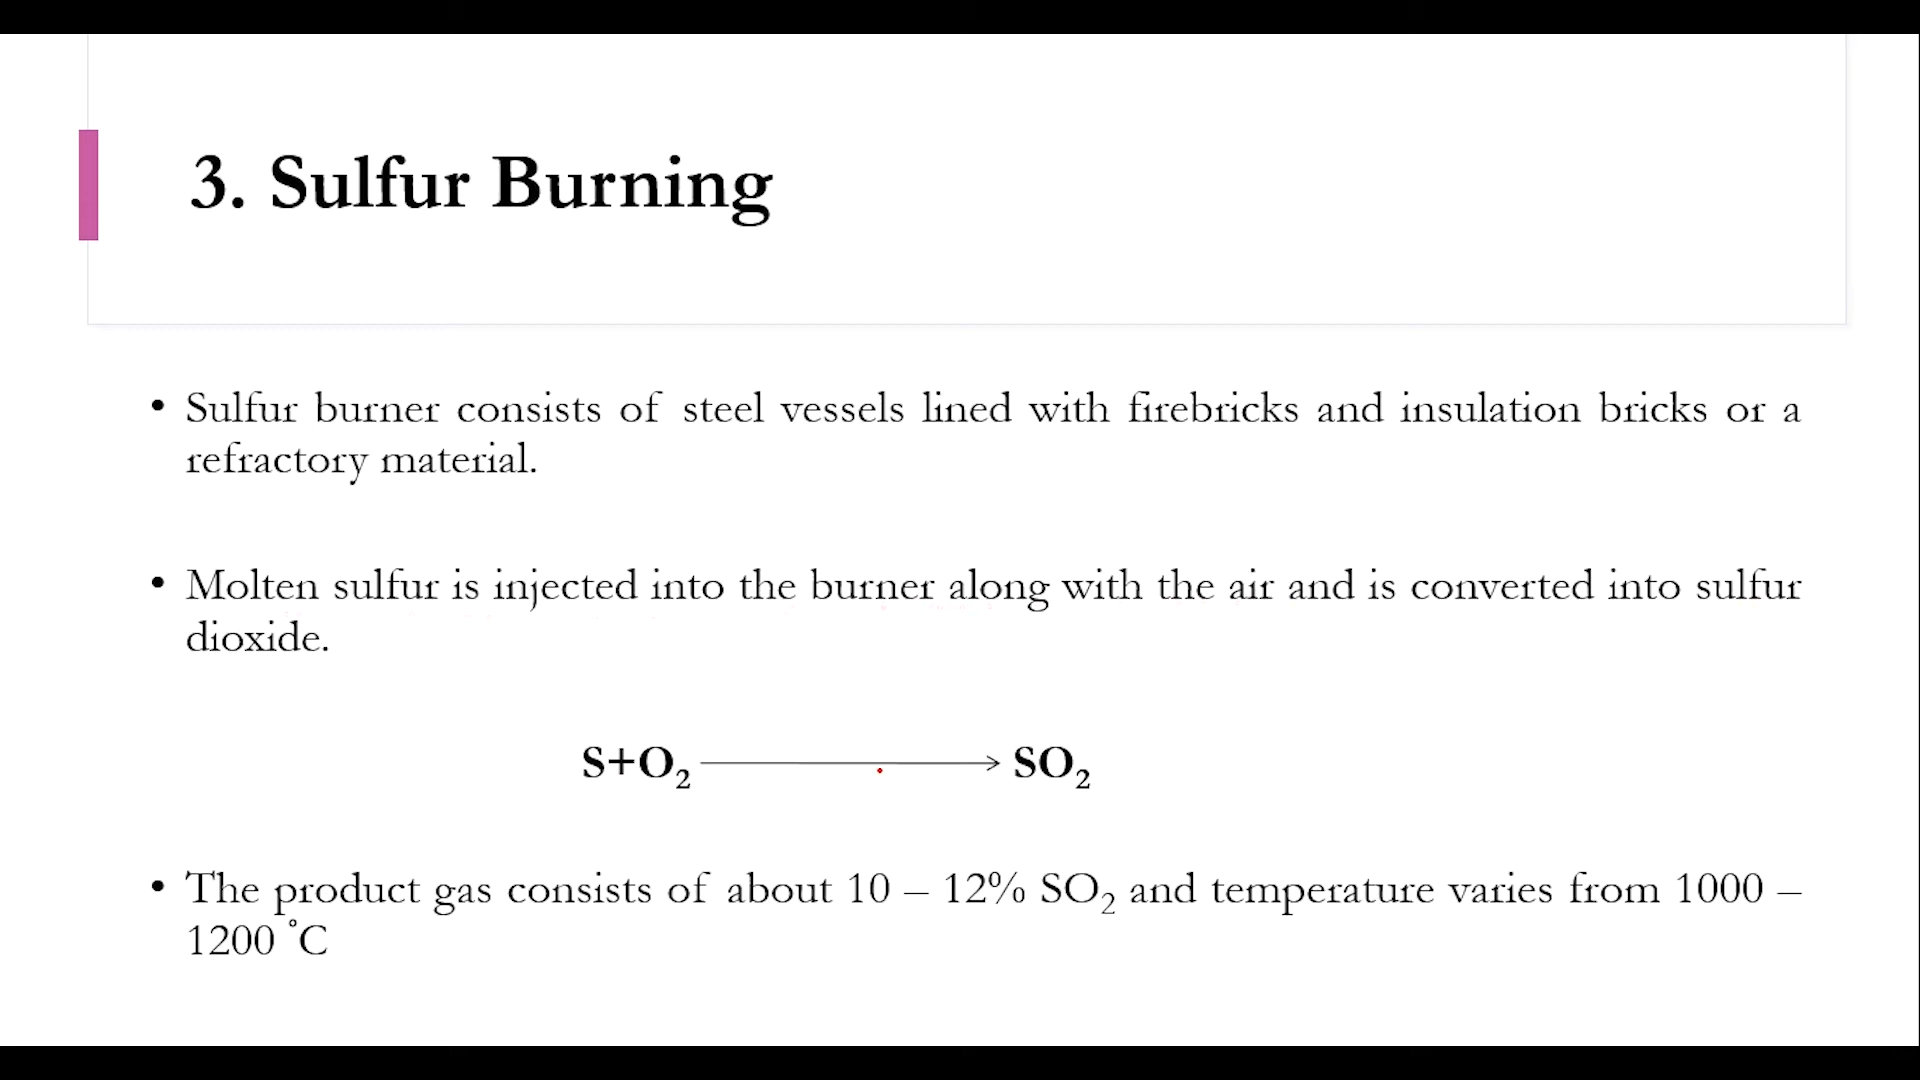 3. Sulfur Burning
• Sulfur burner consists of steel vessels lined with firebricks and insulation bricks or a
refractory material.
• Molten sulfur is injected into the burner along with the air and is converted into sulfur
dioxide.
S+O₂ ⟶ SO₂
• The product gas consists of about 10 – 12% SO₂ and temperature varies from 1000 –
1200 ˚C